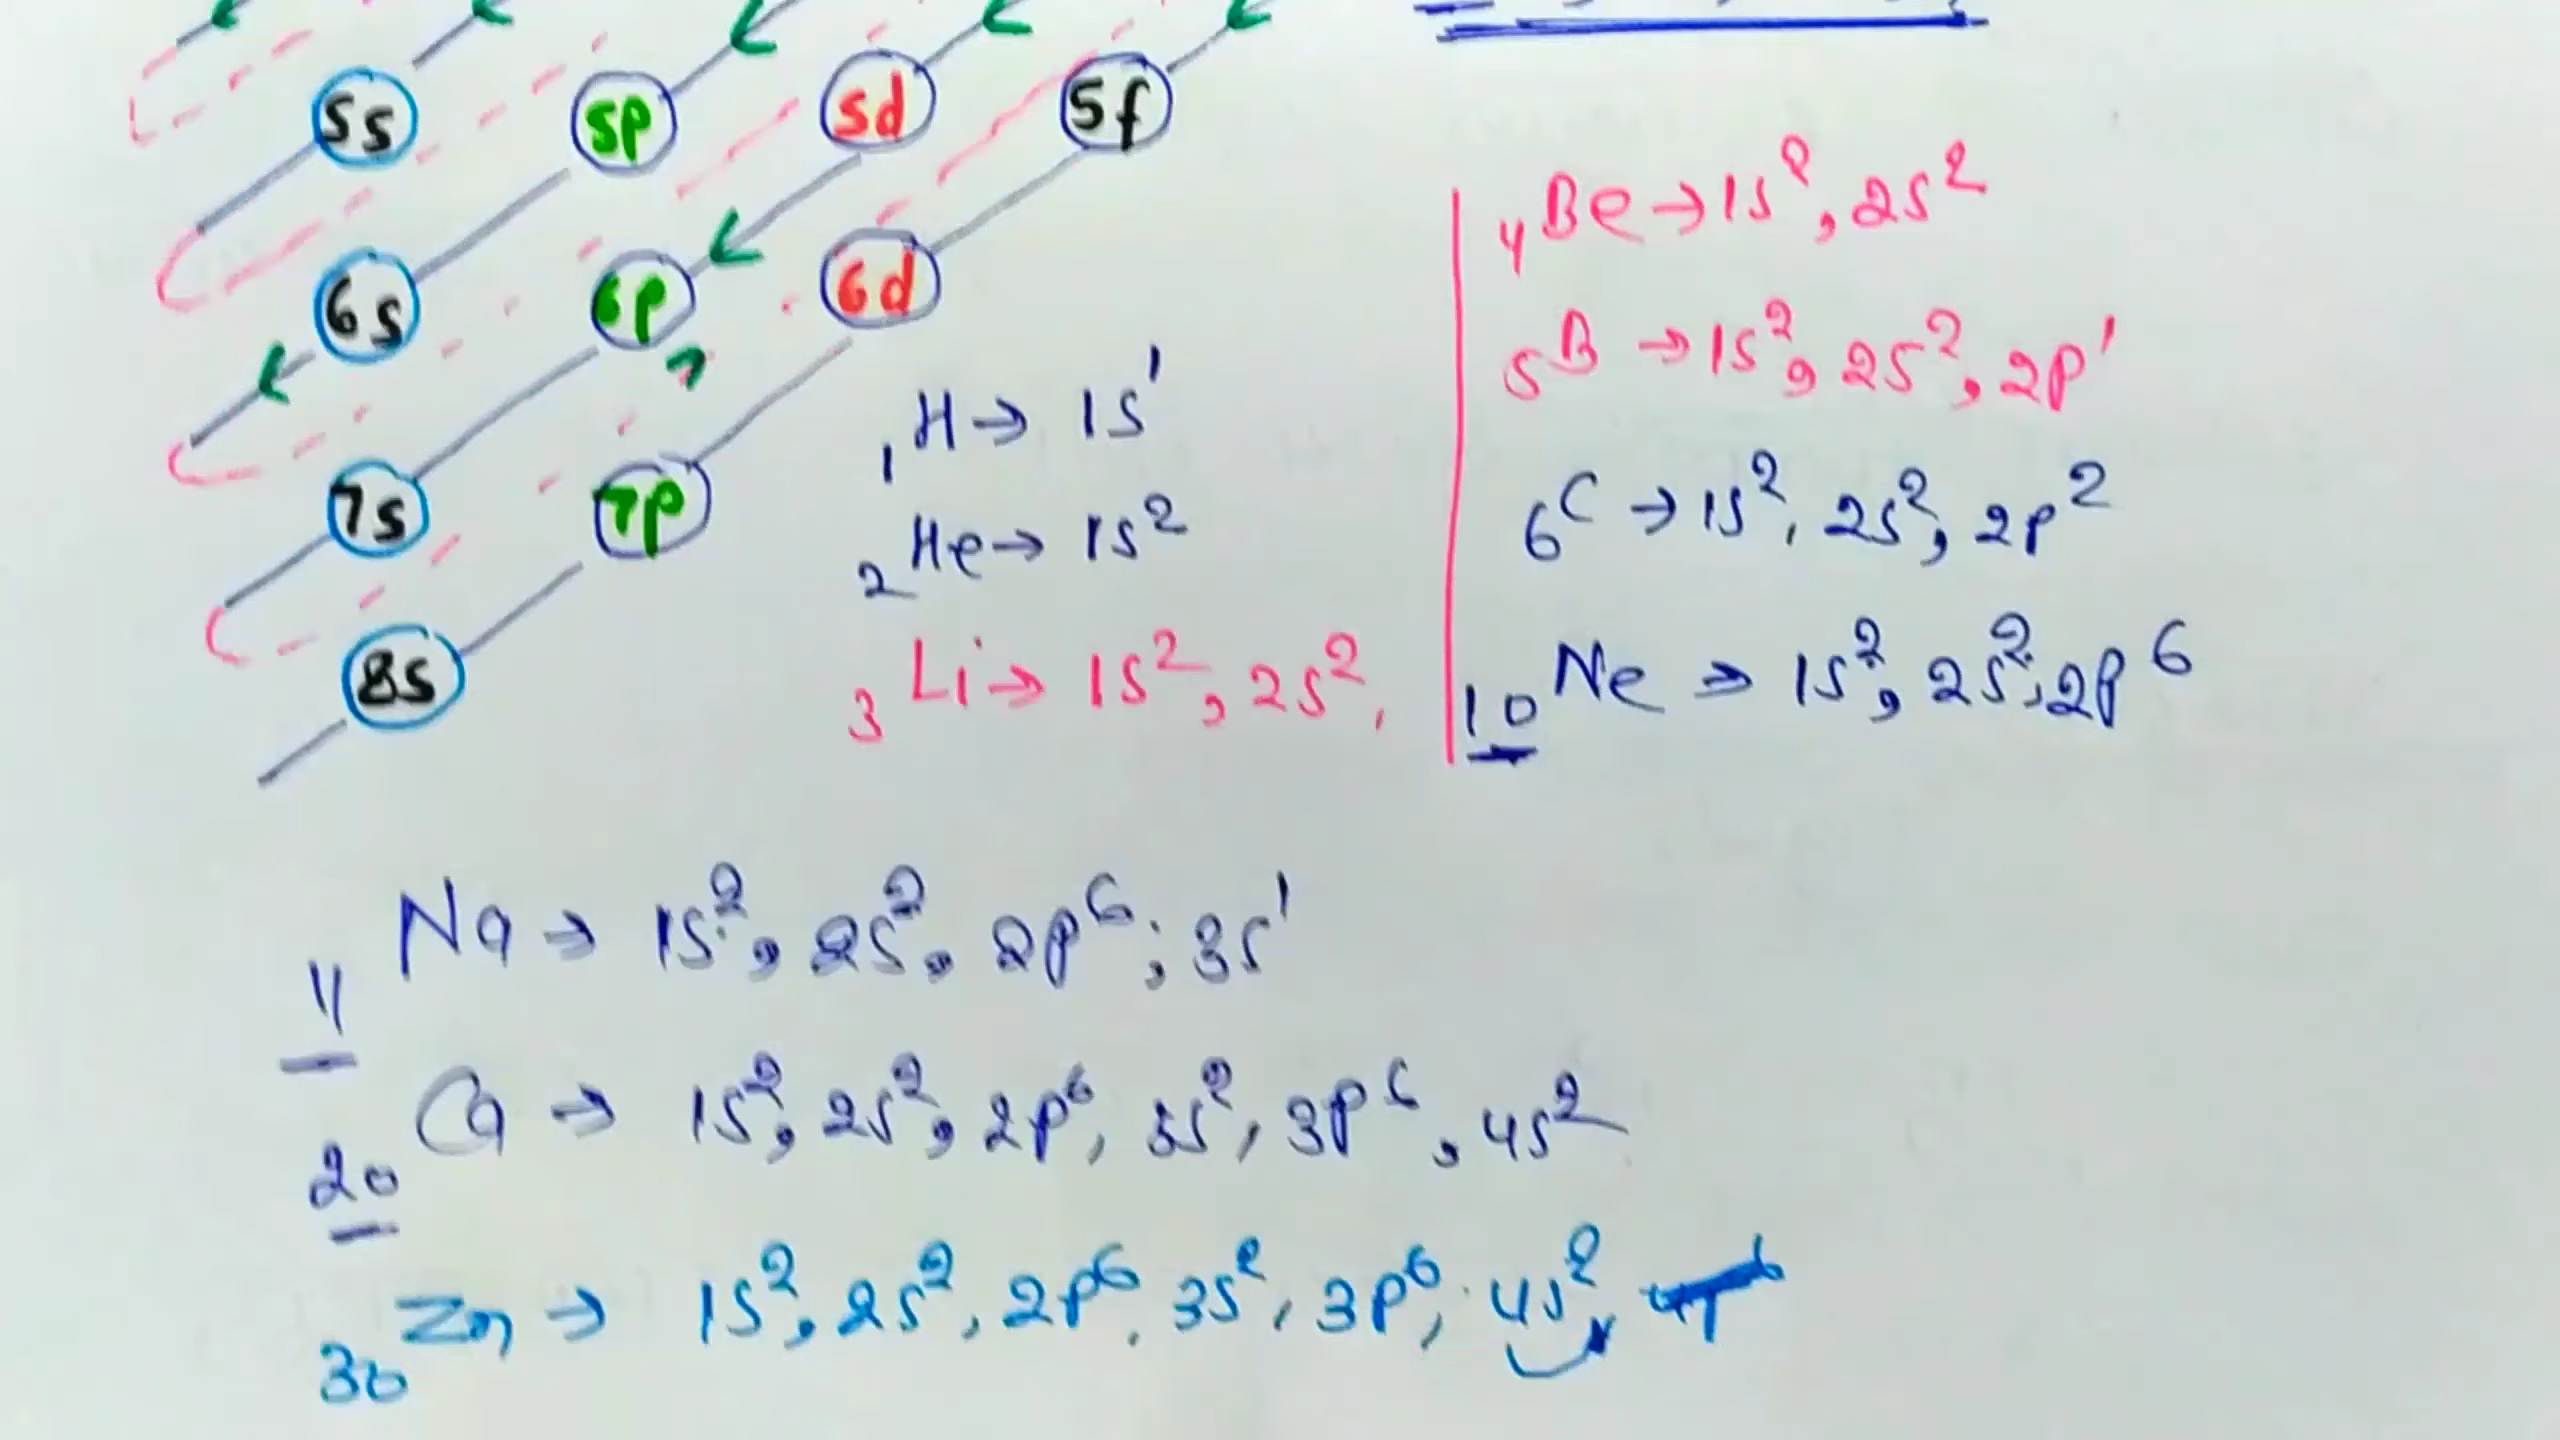 5s 5p 5d 5f
6s 6p 6d
7s 7p
8s
₁H → 1s¹
₂He → 1s²
₃Li → 1s², 2s²,
₄Be → 1s², 2s²
₅B → 1s², 2s², 2p¹
₆C → 1s², 2s², 2p²
₁₀Ne → 1s², 2s², 2p⁶
₁₁Na → 1s², 2s², 2p⁶; 3s¹
₂₀Ca → 1s², 2s², 2p⁶, 3s², 3p⁶, 4s²
₃₀Zn → 1s², 2s², 2p⁶, 3s², 3p⁶, 4s²,